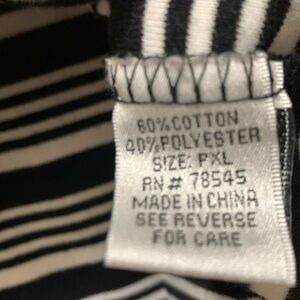 60% COTTON
40% POLYESTER
SIZE: PXL
RN # 78545
MADE IN CHINA
SEE REVERSE
FOR CARE